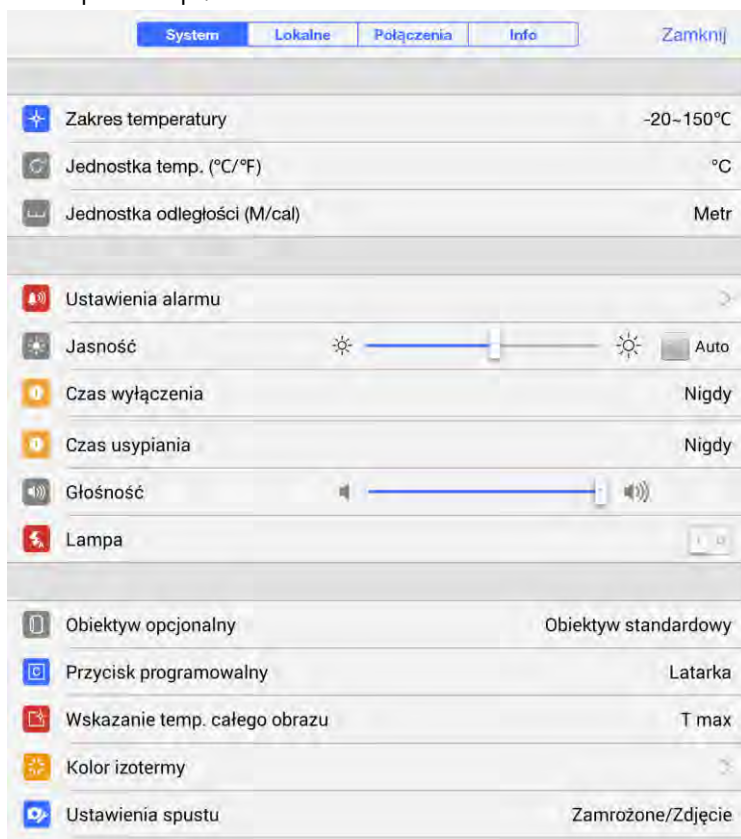 System Lokalne Połączenia Info Zamknij
Zakres temperatury -20~150°C
Jednostka temp. (°C/°F) °C
Jednostka odległości (M/cal) Metr
Ustawienia alarmu
Jasność Auto
Czas wyłączenia Nigdy
Czas usypiania Nigdy
Głośność
Lampa
Obiektyw opcjonalny Obiektyw standardowy
Przycisk programowalny Latarka
Wskazanie temp. całego obrazu T max
Kolor izotermy
Ustawienia spustu Zamrożone/Zdjęcie